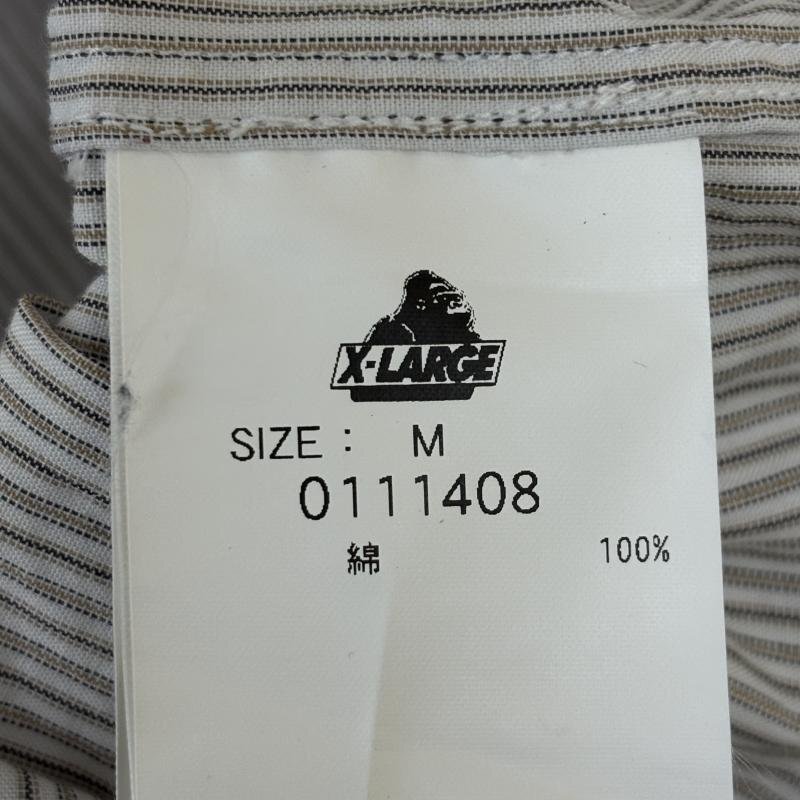 X-LARGE
SIZE : M
0111408
綿 100%